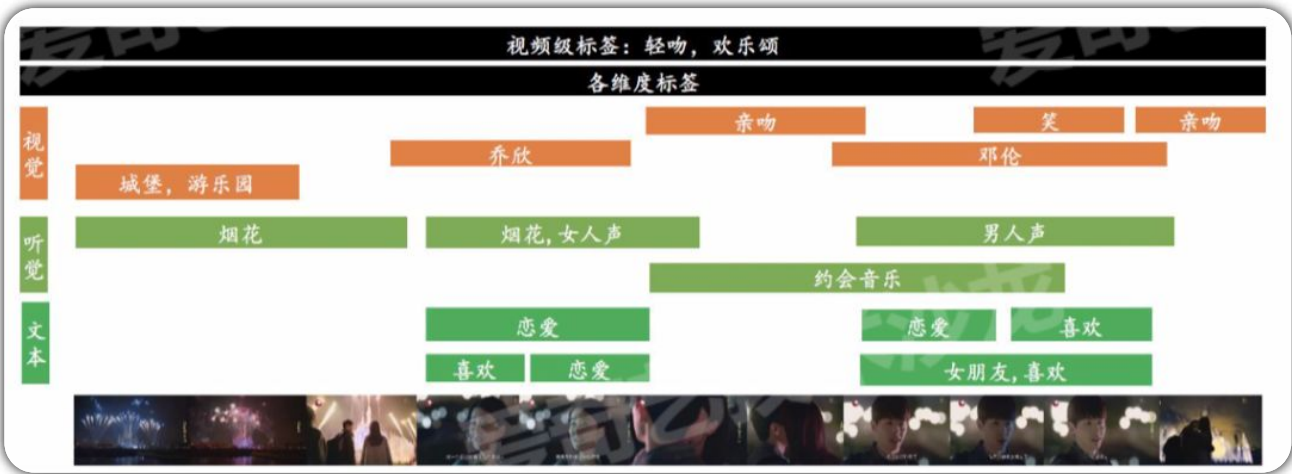 视频级标签：轻吻，欢乐颂
各维度标签
视觉
亲吻
笑
亲吻
乔欣
邓伦
城堡，游乐园
听觉
烟花
烟花,女人声
男人声
约会音乐
文本
恋爱
恋爱
喜欢
喜欢
恋爱
女朋友,喜欢